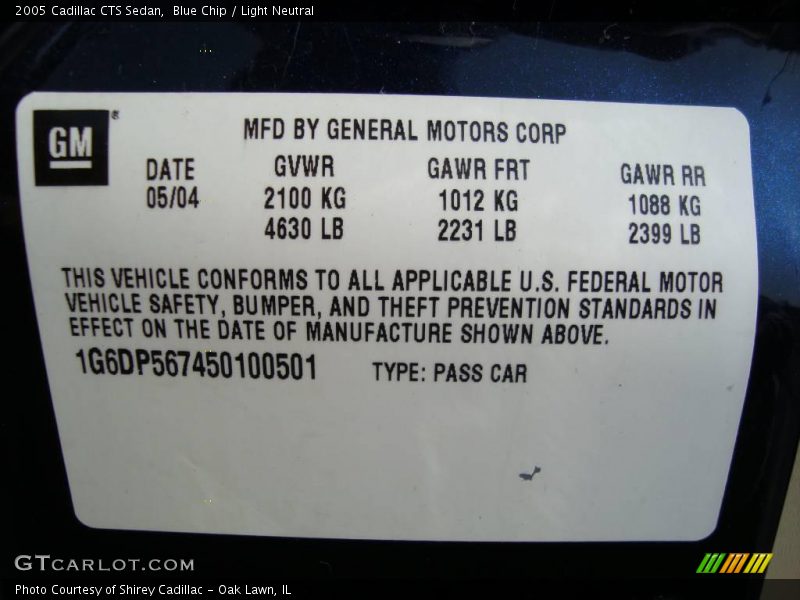 2005 Cadillac CTS Sedan,  Blue Chip / Light Neutral
GM®
MFD BY GENERAL MOTORS CORP
DATE GVWR GAWR FRT GAWR RR
05/04 2100 KG 1012 KG 1088 KG
4630 LB 2231 LB 2399 LB
THIS VEHICLE CONFORMS TO ALL APPLICABLE U.S. FEDERAL MOTOR
VEHICLE SAFETY, BUMPER, AND THEFT PREVENTION STANDARDS IN
EFFECT ON THE DATE OF MANUFACTURE SHOWN ABOVE.
1G6DP567450100501 TYPE: PASS CAR
GTCARLOT.COM
Photo Courtesy of Shirey Cadillac - Oak Lawn, IL